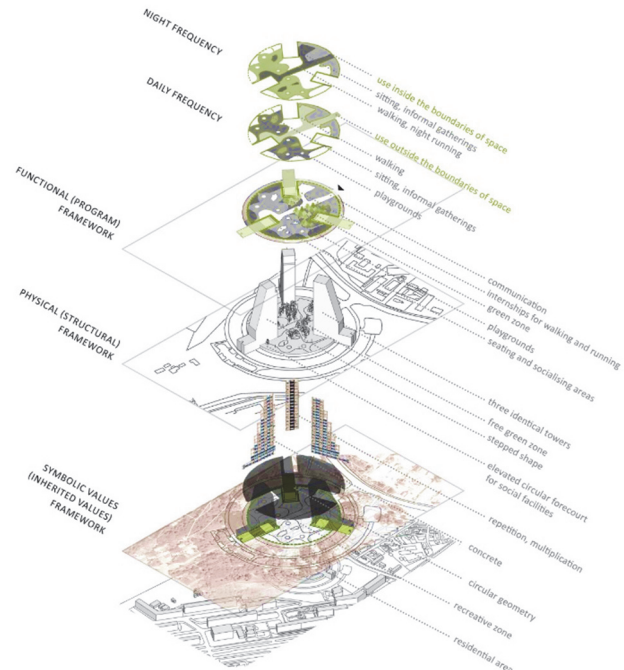 NIGHT FREQUENCY
use inside the boundaries of space
sitting, informal gatherings
walking, night running
DAILY FREQUENCY
use outside the boundaries of space
walking
sitting, informal gatherings
playgrounds
FUNCTIONAL (PROGRAM)
FRAMEWORK
communication
internships for walking and running
green zone
playgrounds
seating and socialising areas
PHYSICAL (STRUCTURAL)
FRAMEWORK
three identical towers
free green zone
stepped shape
elevated circular forecourt
for social facilities
SYMBOLIC VALUES
(INHERITED VALUES)
FRAMEWORK
repetition, multiplication
concrete
circular geometry
recreative zone
residential area